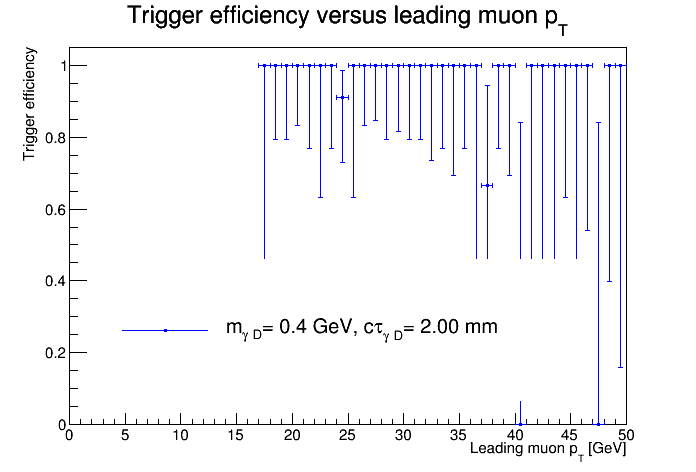 Trigger efficiency versus leading muon p_T
Trigger efficiency
1
0.8
0.6
0.4
0.2
0
m_γ D= 0.4 GeV, cτ_γ D= 2.00 mm
0 5 10 15 20 25 30 35 40 45 50
Leading muon p_T [GeV]